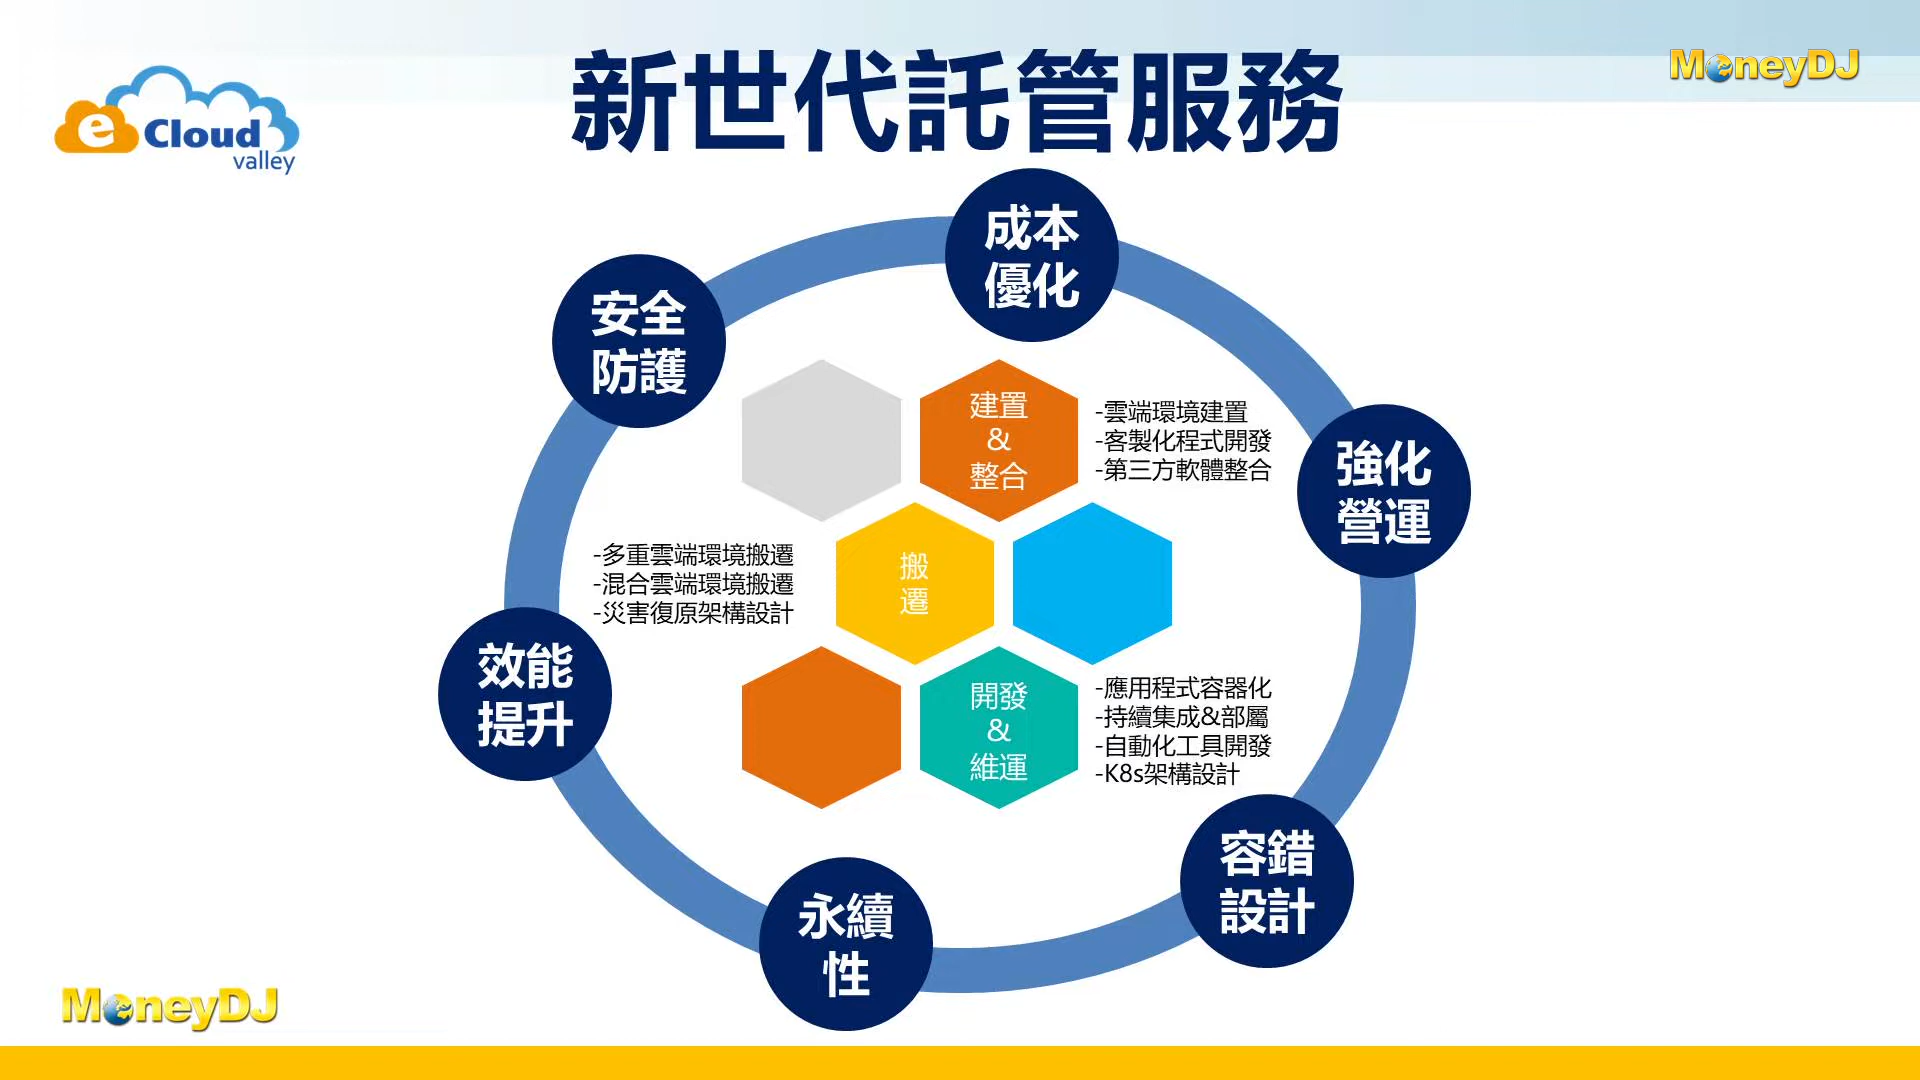 新世代託管服務
MoneyDJ
e Cloud
valley
成本
優化
安全
防護
建置
&
整合
-雲端環境建置
-客製化程式開發
-第三方軟體整合
強化
營運
-多重雲端環境搬遷
-混合雲端環境搬遷
-災害復原架構設計
搬
遷
效能
提升
開發
&
維運
-應用程式容器化
-持續集成&部屬
-自動化工具開發
-K8s架構設計
容錯
設計
永續
性
MoneyDJ